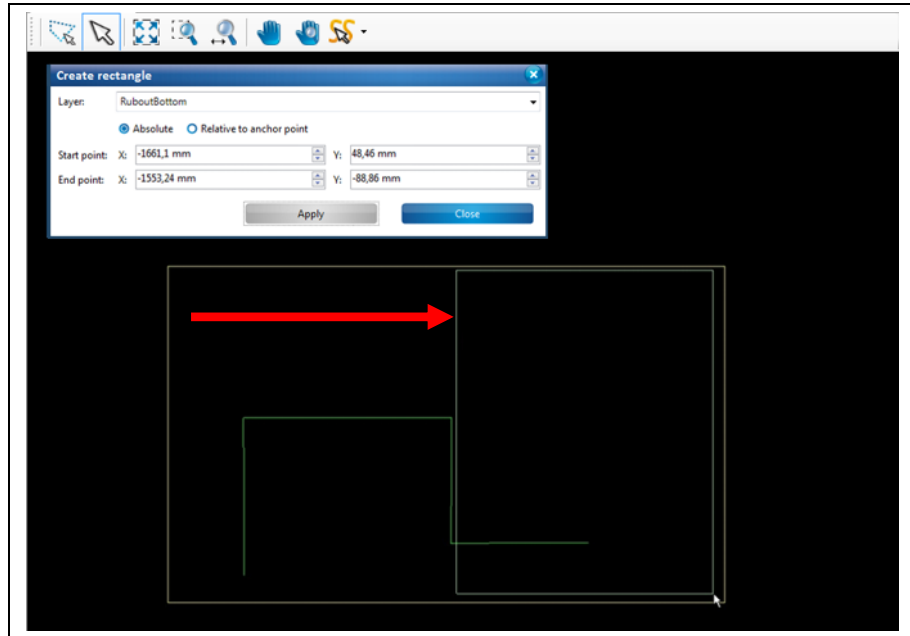 Create rectangle
Layer: RuboutBottom
Absolute Relative to anchor point
Start point: X: -1661,1 mm Y: 48,46 mm
End point: X: -1553,24 mm Y: -88,86 mm
Apply Close